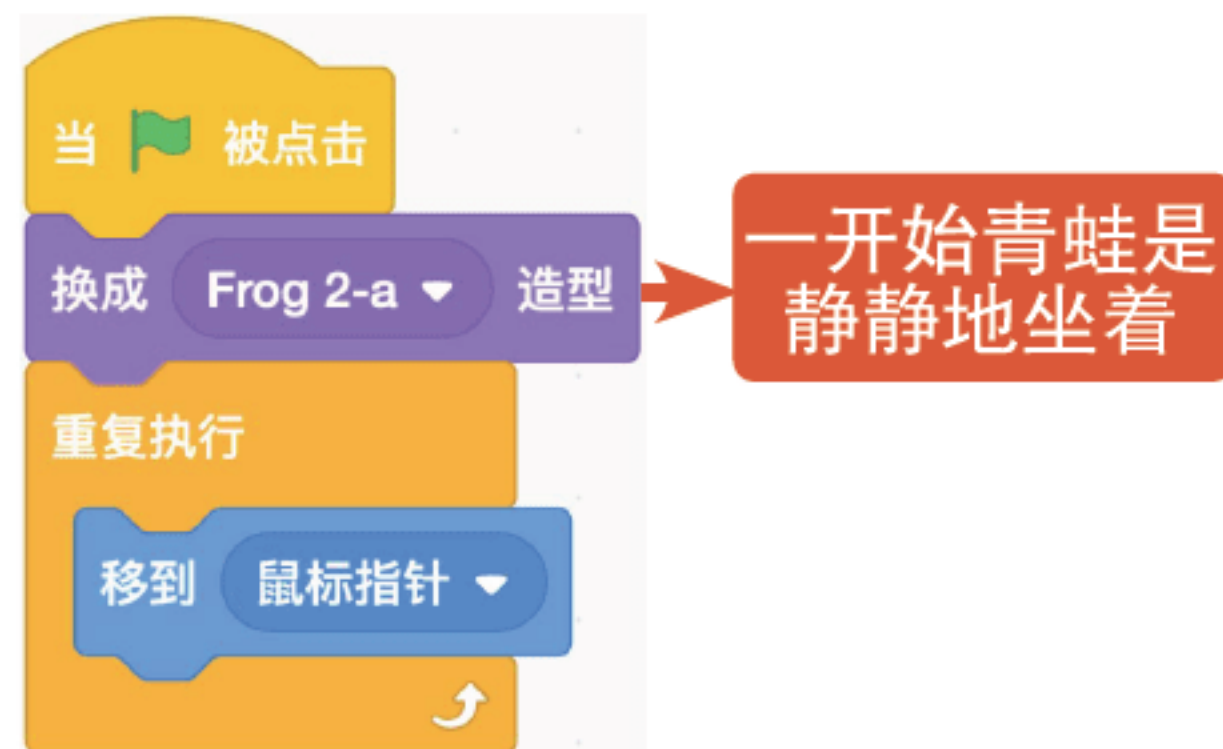 当 被点击
换成 Frog 2-a 造型
一开始青蛙是
静静地坐着
重复执行
移到 鼠标指针